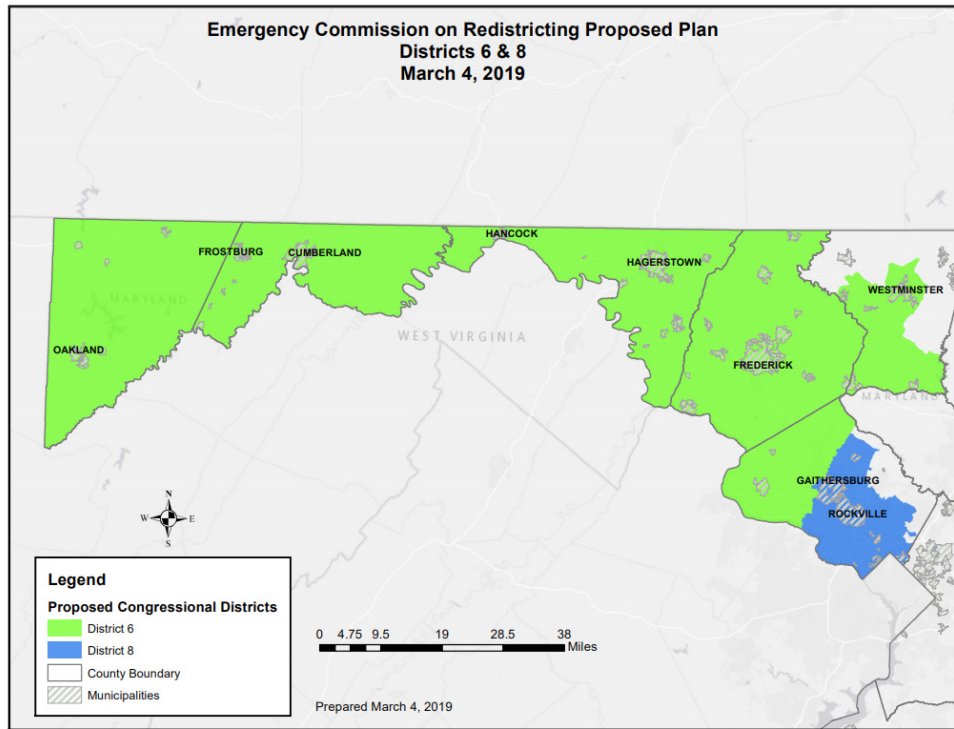 Emergency Commission on Redistricting Proposed Plan
Districts 6 & 8
March 4, 2019
HANCOCK
FROSTBURG
CUMBERLAND
HAGERSTOWN
WESTMINSTER
MARYLAND
WEST VIRGINIA
OAKLAND
FREDERICK
MARYLAND
GAITHERSBURG
ROCKVILLE
N
W E
S
Legend
Proposed Congressional Districts
District 6
District 8
County Boundary
Municipalities
0 4.75 9.5 19 28.5 38
Miles
Prepared March 4, 2019